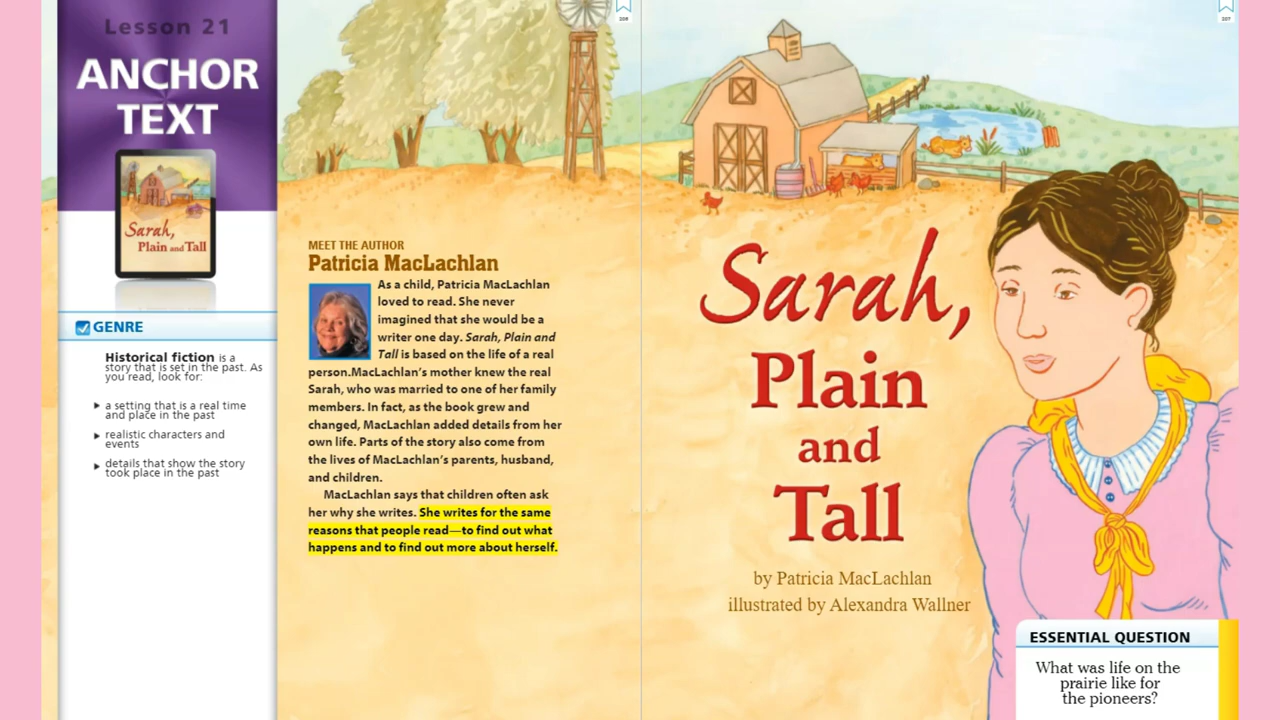 Lesson 21
ANCHOR
TEXT
Sarah,
Plain and Tall
GENRE
Historical fiction is a
story that is set in the past. As
you read, look for:
a setting that is a real time
and place in the past
realistic characters and
events
details that show the story
took place in the past
MEET THE AUTHOR
Patricia MacLachlan
As a child, Patricia MacLachlan
loved to read. She never
imagined that she would be a
writer one day. Sarah, Plain and
Tall is based on the life of a real
person.MacLachlan's mother knew the real
Sarah, who was married to one of her family
members. In fact, as the book grew and
changed, MacLachlan added details from her
own life. Parts of the story also come from
the lives of MacLachlan's parents, husband,
and children.
MacLachlan says that children often ask
her why she writes. She writes for the same
reasons that people read—to find out what
happens and to find out more about herself.
Sarah,
Plain
and
Tall
by Patricia MacLachlan
illustrated by Alexandra Wallner
ESSENTIAL QUESTION
What was life on the
prairie like for
the pioneers?
207